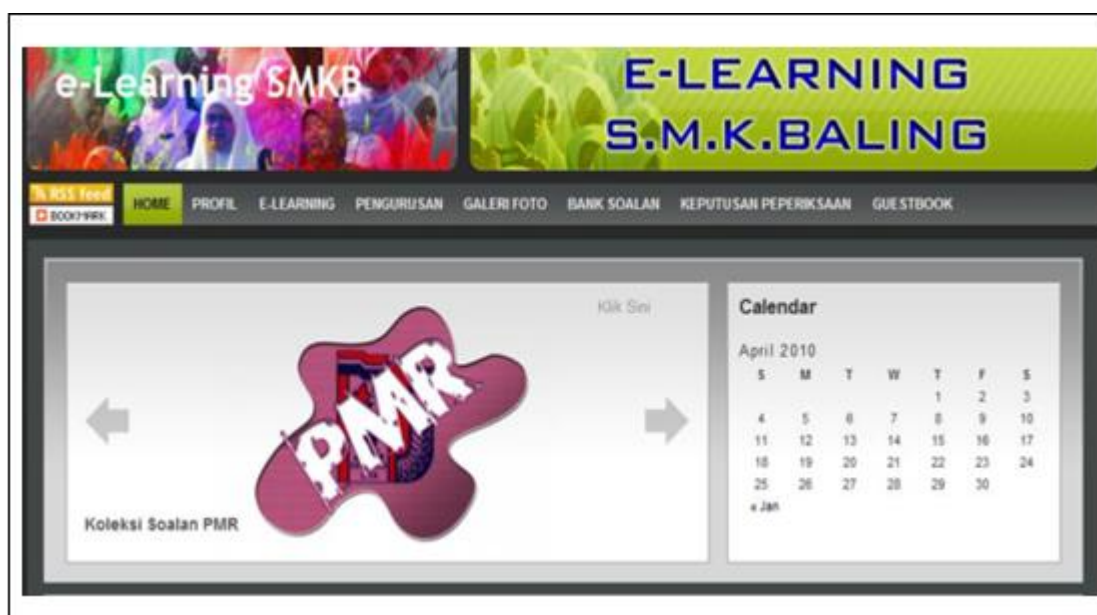 e-Learning SMKB
E-LEARNING
S.M.K.BALING
RSS feed
BOOKMARK
HOME PROFIL E-LEARNING PENGURUSAN GALERI FOTO BANK SOALAN KEPUTUSAN PEPERIKSAAN GUESTBOOK
Klik Sini
PMR
Koleksi Soalan PMR
Calendar
April 2010
S M T W T F S
1 2 3
4 5 6 7 8 9 10
11 12 13 14 15 16 17
18 19 20 21 22 23 24
25 26 27 28 29 30
« Jan